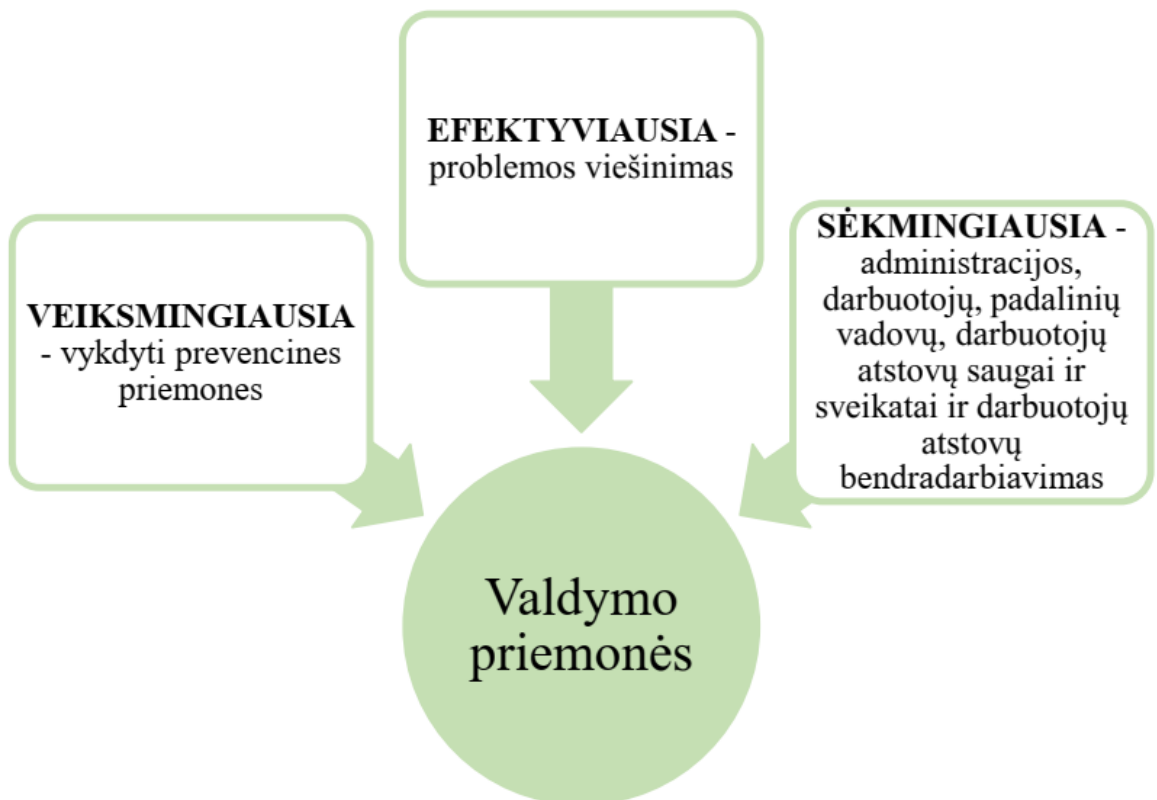 VEIKSMINGIAUSIA
- vykdyti prevencines
priemones
EFEKTYVIAUSIA -
problemos viešinimas
SĖKMINGIAUSIA -
administracijos,
darbuotojų, padalinių
vadovų, darbuotojų
atstovų saugai ir
sveikatai ir darbuotojų
atstovų
bendradarbiavimas
Valdymo
priemonės